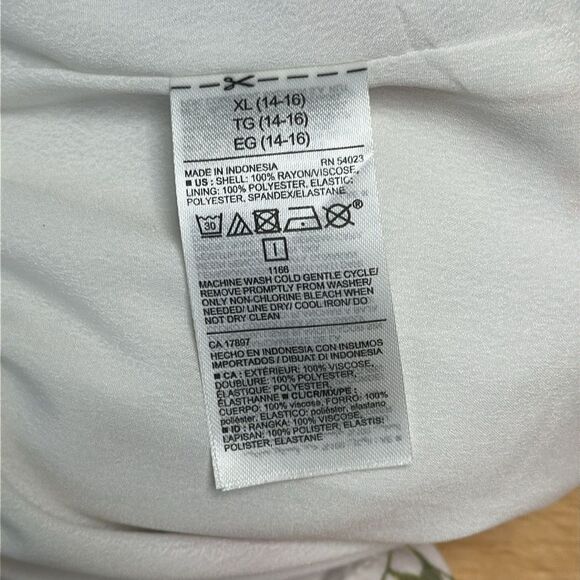 XL (14-16)
TG (14-16)
EG (14-16)
MADE IN INDONESIA RN 54023
■ US : SHELL: 100% RAYON/VISCOSE,
LINING: 100% POLYESTER, ELASTIC:
POLYESTER, SPANDEX/ELASTANE
30 ®
I
1166
MACHINE WASH COLD GENTLE CYCLE/
REMOVE PROMPTLY FROM WASHER/
ONLY NON-CHLORINE BLEACH WHEN
NEEDED/ LINE DRY/ COOL IRON/ DO
NOT DRY CLEAN
CA 17897
HECHO EN INDONESIA CON INSUMOS
IMPORTADOS / DIBUAT DI INDONESIA
■ CA : EXTÉRIEUR: 100% VISCOSE,
DOUBLURE: 100% POLYESTER,
ÉLASTIQUE: POLYESTER,
ÉLASTHANNE ■ CL/CR/MX/PE :
CUERPO: 100% viscosa, FORRO: 100%
poliéster, ELASTICO: poliéster, elastano
■ ID : RANGKA: 100% VISCOSE,
LAPISAN: 100% POLYESTER, ELASTIS:
POLISTER, ELASTANE